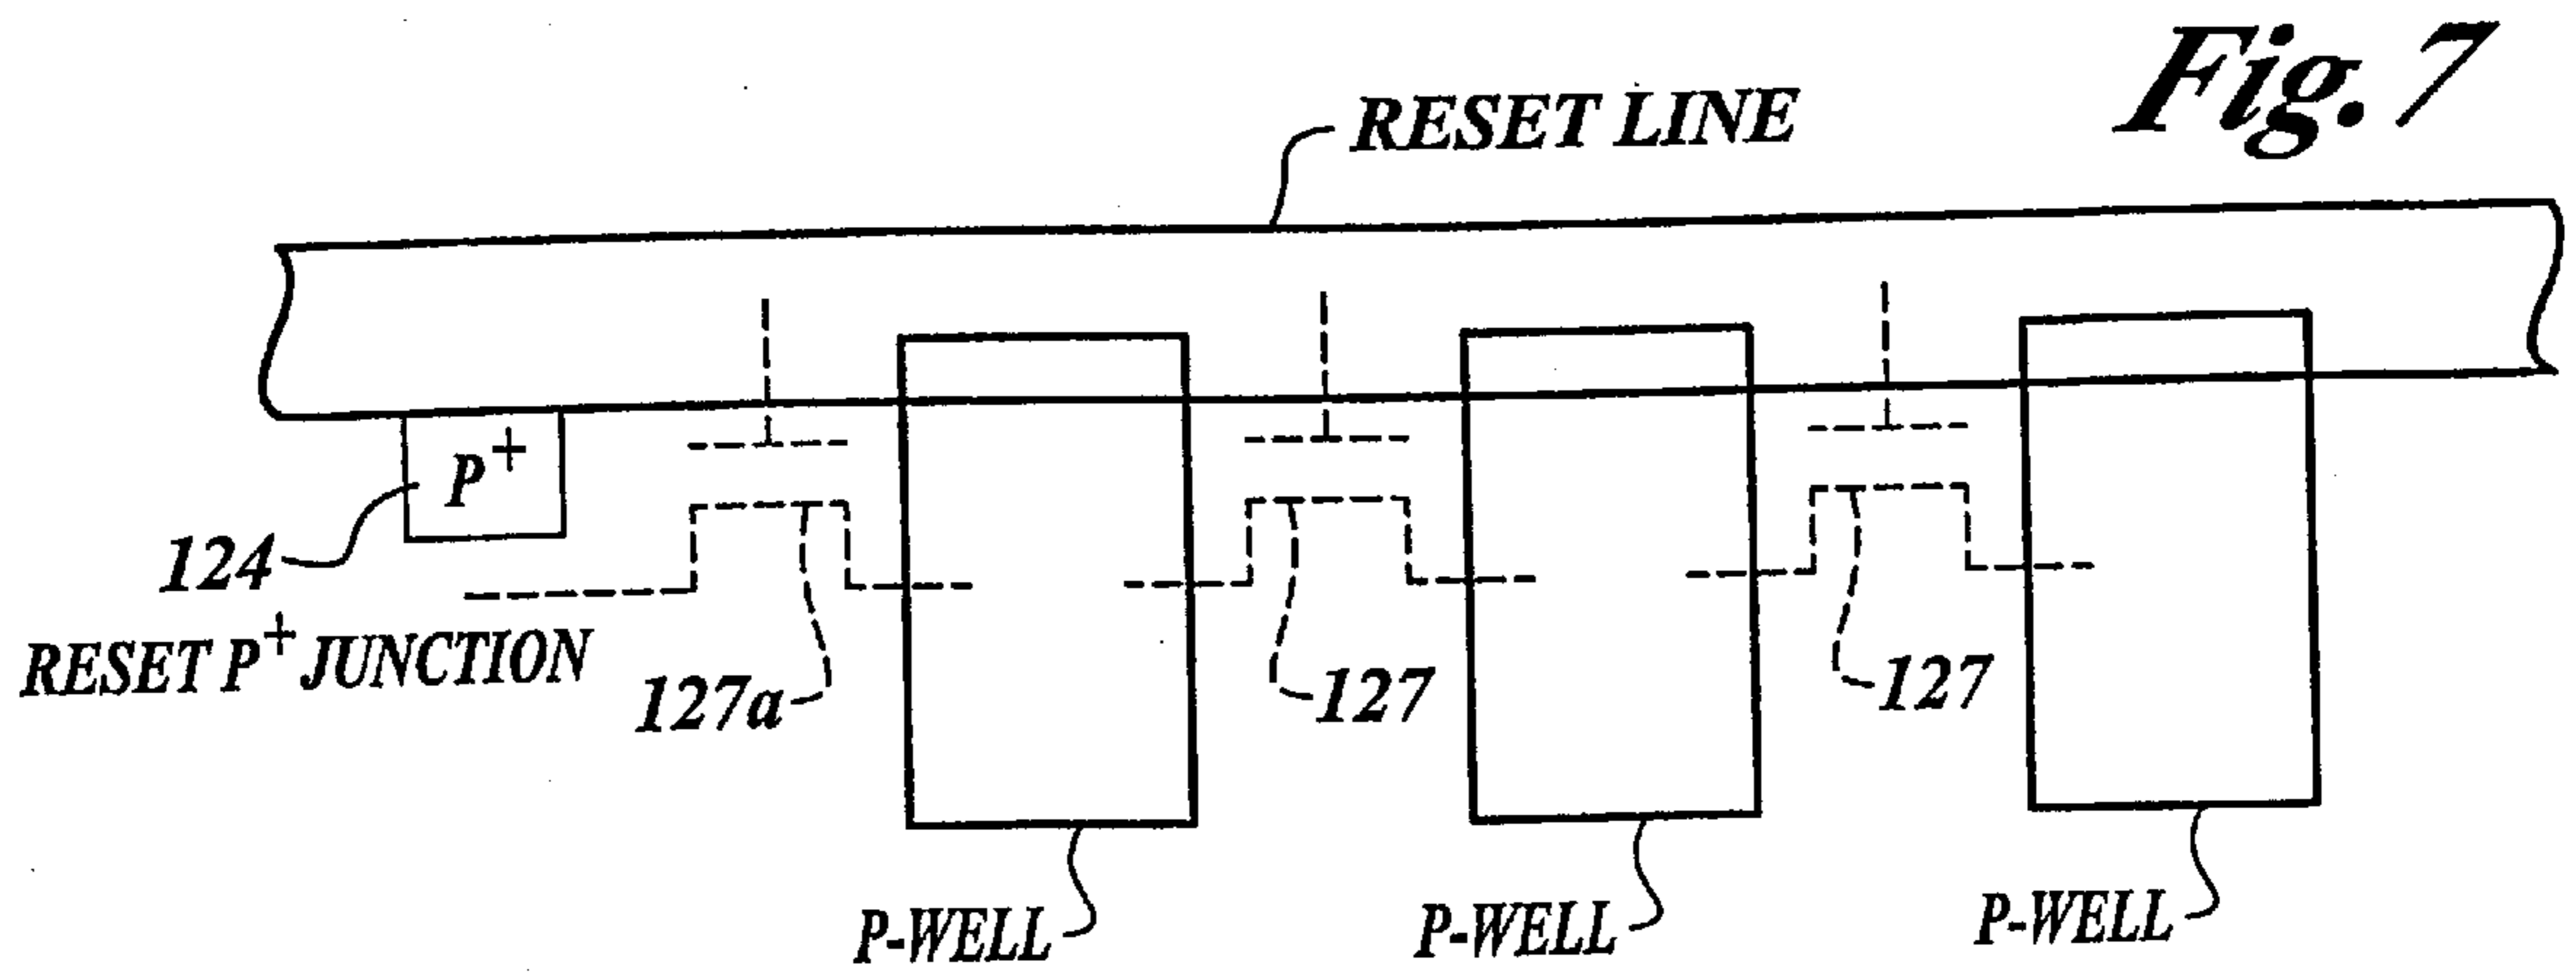 Fig. 7
RESET LINE
P+
124
RESET P+ JUNCTION
127a
127
127
P-WELL
P-WELL
P-WELL